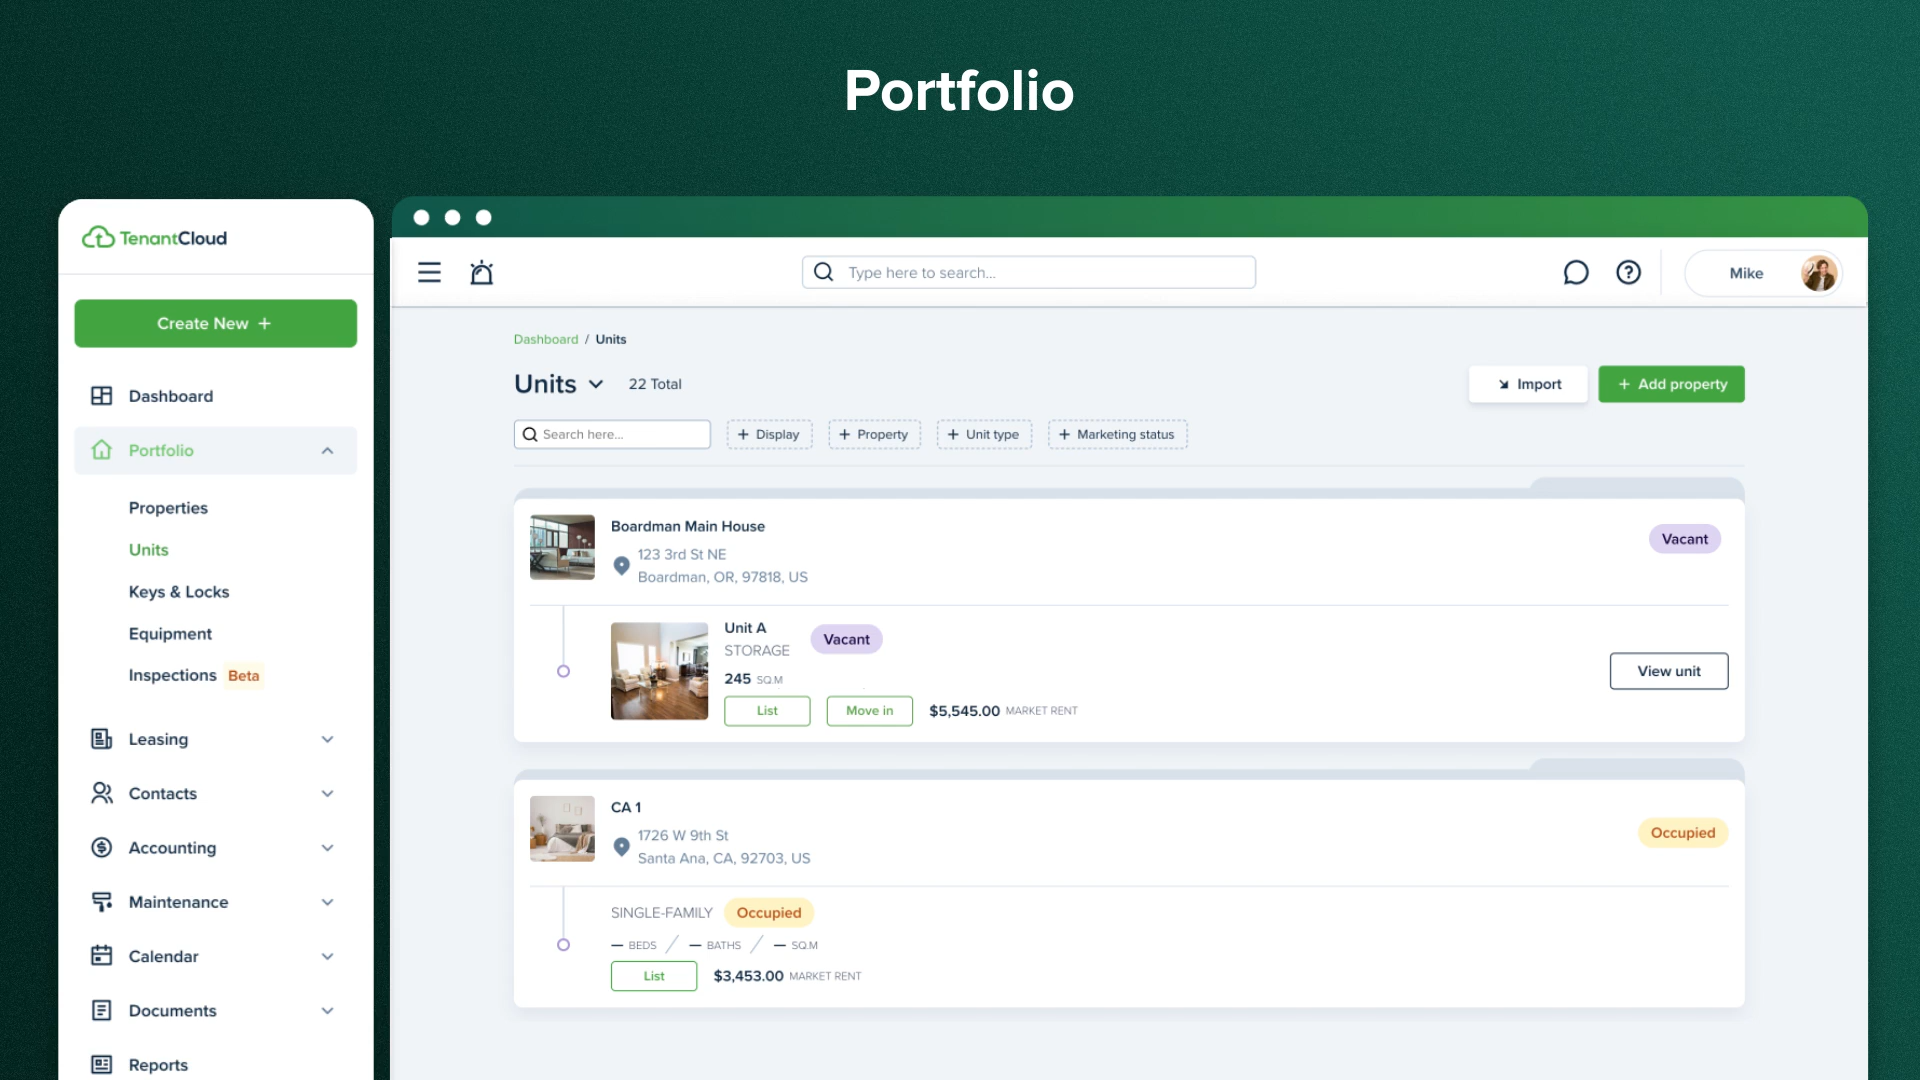 Portfolio
TenantCloud
Create New +
Dashboard
Portfolio
Properties
Units
Keys & Locks
Equipment
Inspections Beta
Leasing
Contacts
Accounting
Maintenance
Calendar
Documents
Reports
Type here to search...
Mike
Dashboard / Units
Units 22 Total
Import
+ Add property
Search here...
+ Display
+ Property
+ Unit type
+ Marketing status
Boardman Main House
123 3rd St NE
Boardman, OR, 97818, US
Vacant
Unit A
STORAGE
Vacant
245 SQ.M
List
Move in
$5,545.00 MARKET RENT
View unit
CA 1
1726 W 9th St
Santa Ana, CA, 92703, US
Occupied
SINGLE-FAMILY Occupied
— BEDS / — BATHS / — SQ.M
List
$3,453.00 MARKET RENT